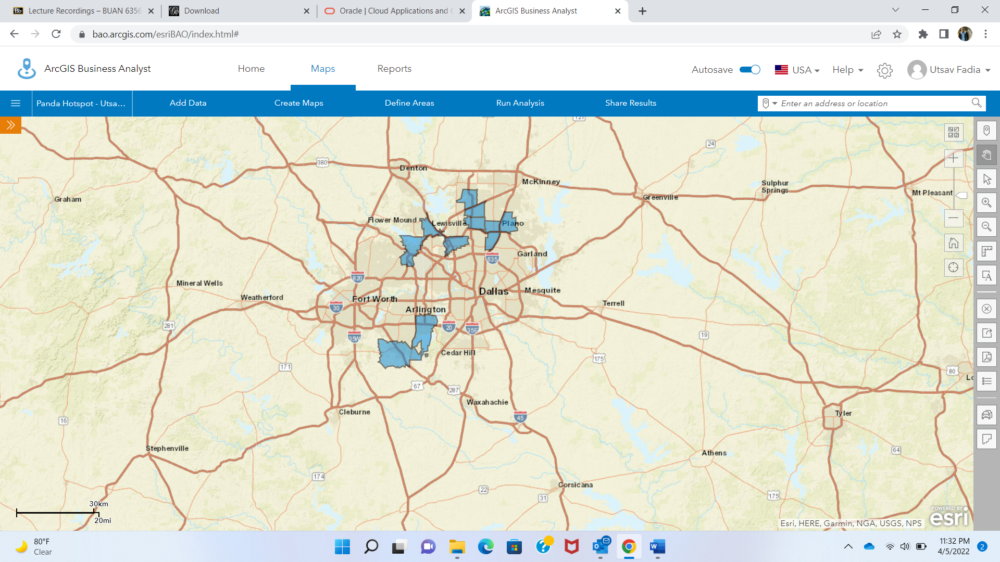 Bb Lecture Recordings – BUAN 6356
Download
Oracle | Cloud Applications and C
ArcGIS Business Analyst
bao.arcgis.com/esriBAO/index.html#
ArcGIS Business Analyst
Home
Maps
Reports
Autosave
USA
Help
Utsav Fadia
Panda Hotspot - Utsa...
Add Data
Create Maps
Define Areas
Run Analysis
Share Results
Enter an address or location
121
24
380
Denton
McKinney
Sulphur
Springs
Mt Pleasant
Graham
Greenville
Flower Mound
Lewisville
Plano
Garland
635
820
Mineral Wells
Dallas
Mesquite
Weatherford
Fort Worth
Terrell
30
Arlington
281
20
35E
35W
19
Cedar Hill
175
171
80
Lo
67
287
Waxahachie
Cleburne
45
Tyler
16
Stephenville
Athens
64
174
22
Corsicana
31
175
30km
20mi
POWERED BY
esri
Esri, HERE, Garmin, NGA, USGS, NPS
80°F
Clear
11:32 PM
4/5/2022
2